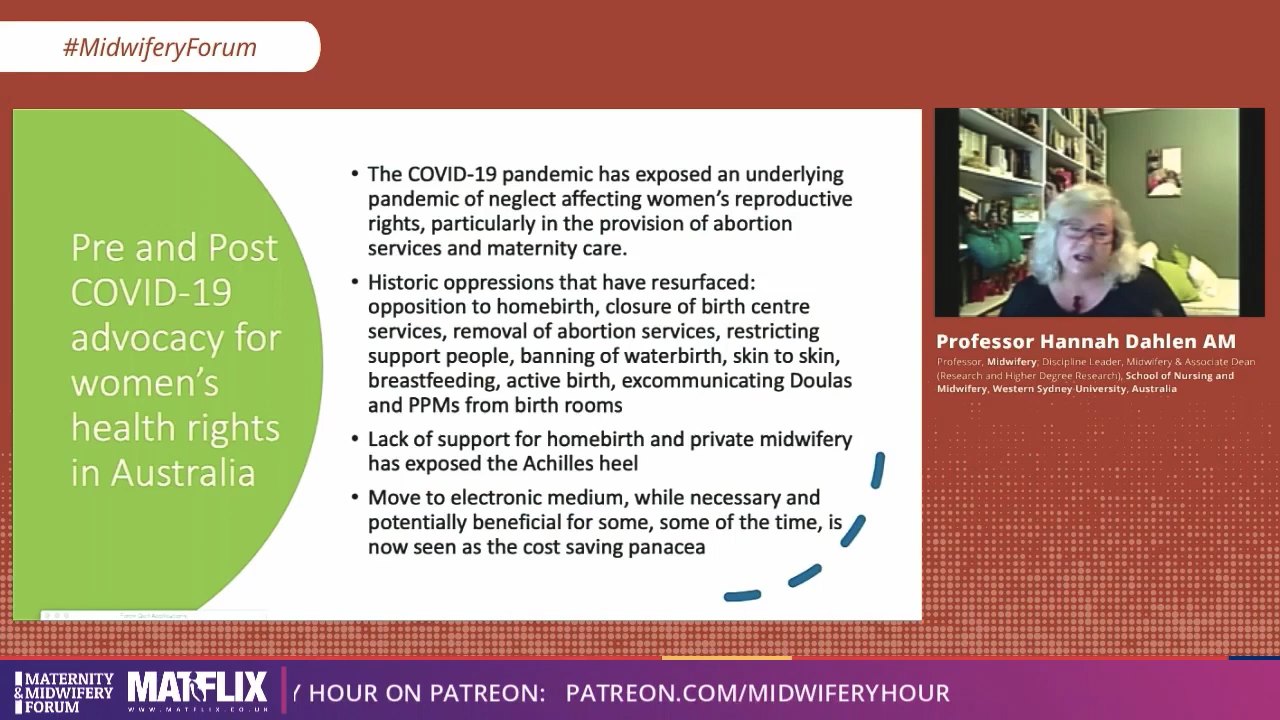 #MidwiferyForum
Pre and Post
COVID-19
advocacy for
women's
health rights
in Australia
• The COVID-19 pandemic has exposed an underlying
pandemic of neglect affecting women's reproductive
rights, particularly in the provision of abortion
services and maternity care.
• Historic oppressions that have resurfaced:
opposition to homebirth, closure of birth centre
services, removal of abortion services, restricting
support people, banning of waterbirth, skin to skin,
breastfeeding, active birth, excommunicating Doulas
and PPMs from birth rooms
• Lack of support for homebirth and private midwifery
has exposed the Achilles heel
• Move to electronic medium, while necessary and
potentially beneficial for some, some of the time, is
now seen as the cost saving panacea
Professor Hannah Dahlen AM
Professor, Midwifery; Discipline Leader, Midwifery & Associate Dean
(Research and Higher Degree Research), School of Nursing and
Midwifery, Western Sydney University, Australia
MATERNITY
& MIDWIFERY
FORUM
MATFLIX
WWW.MATFLIX.CO.UK
Y HOUR ON PATREON: PATREON.COM/MIDWIFERYHOUR